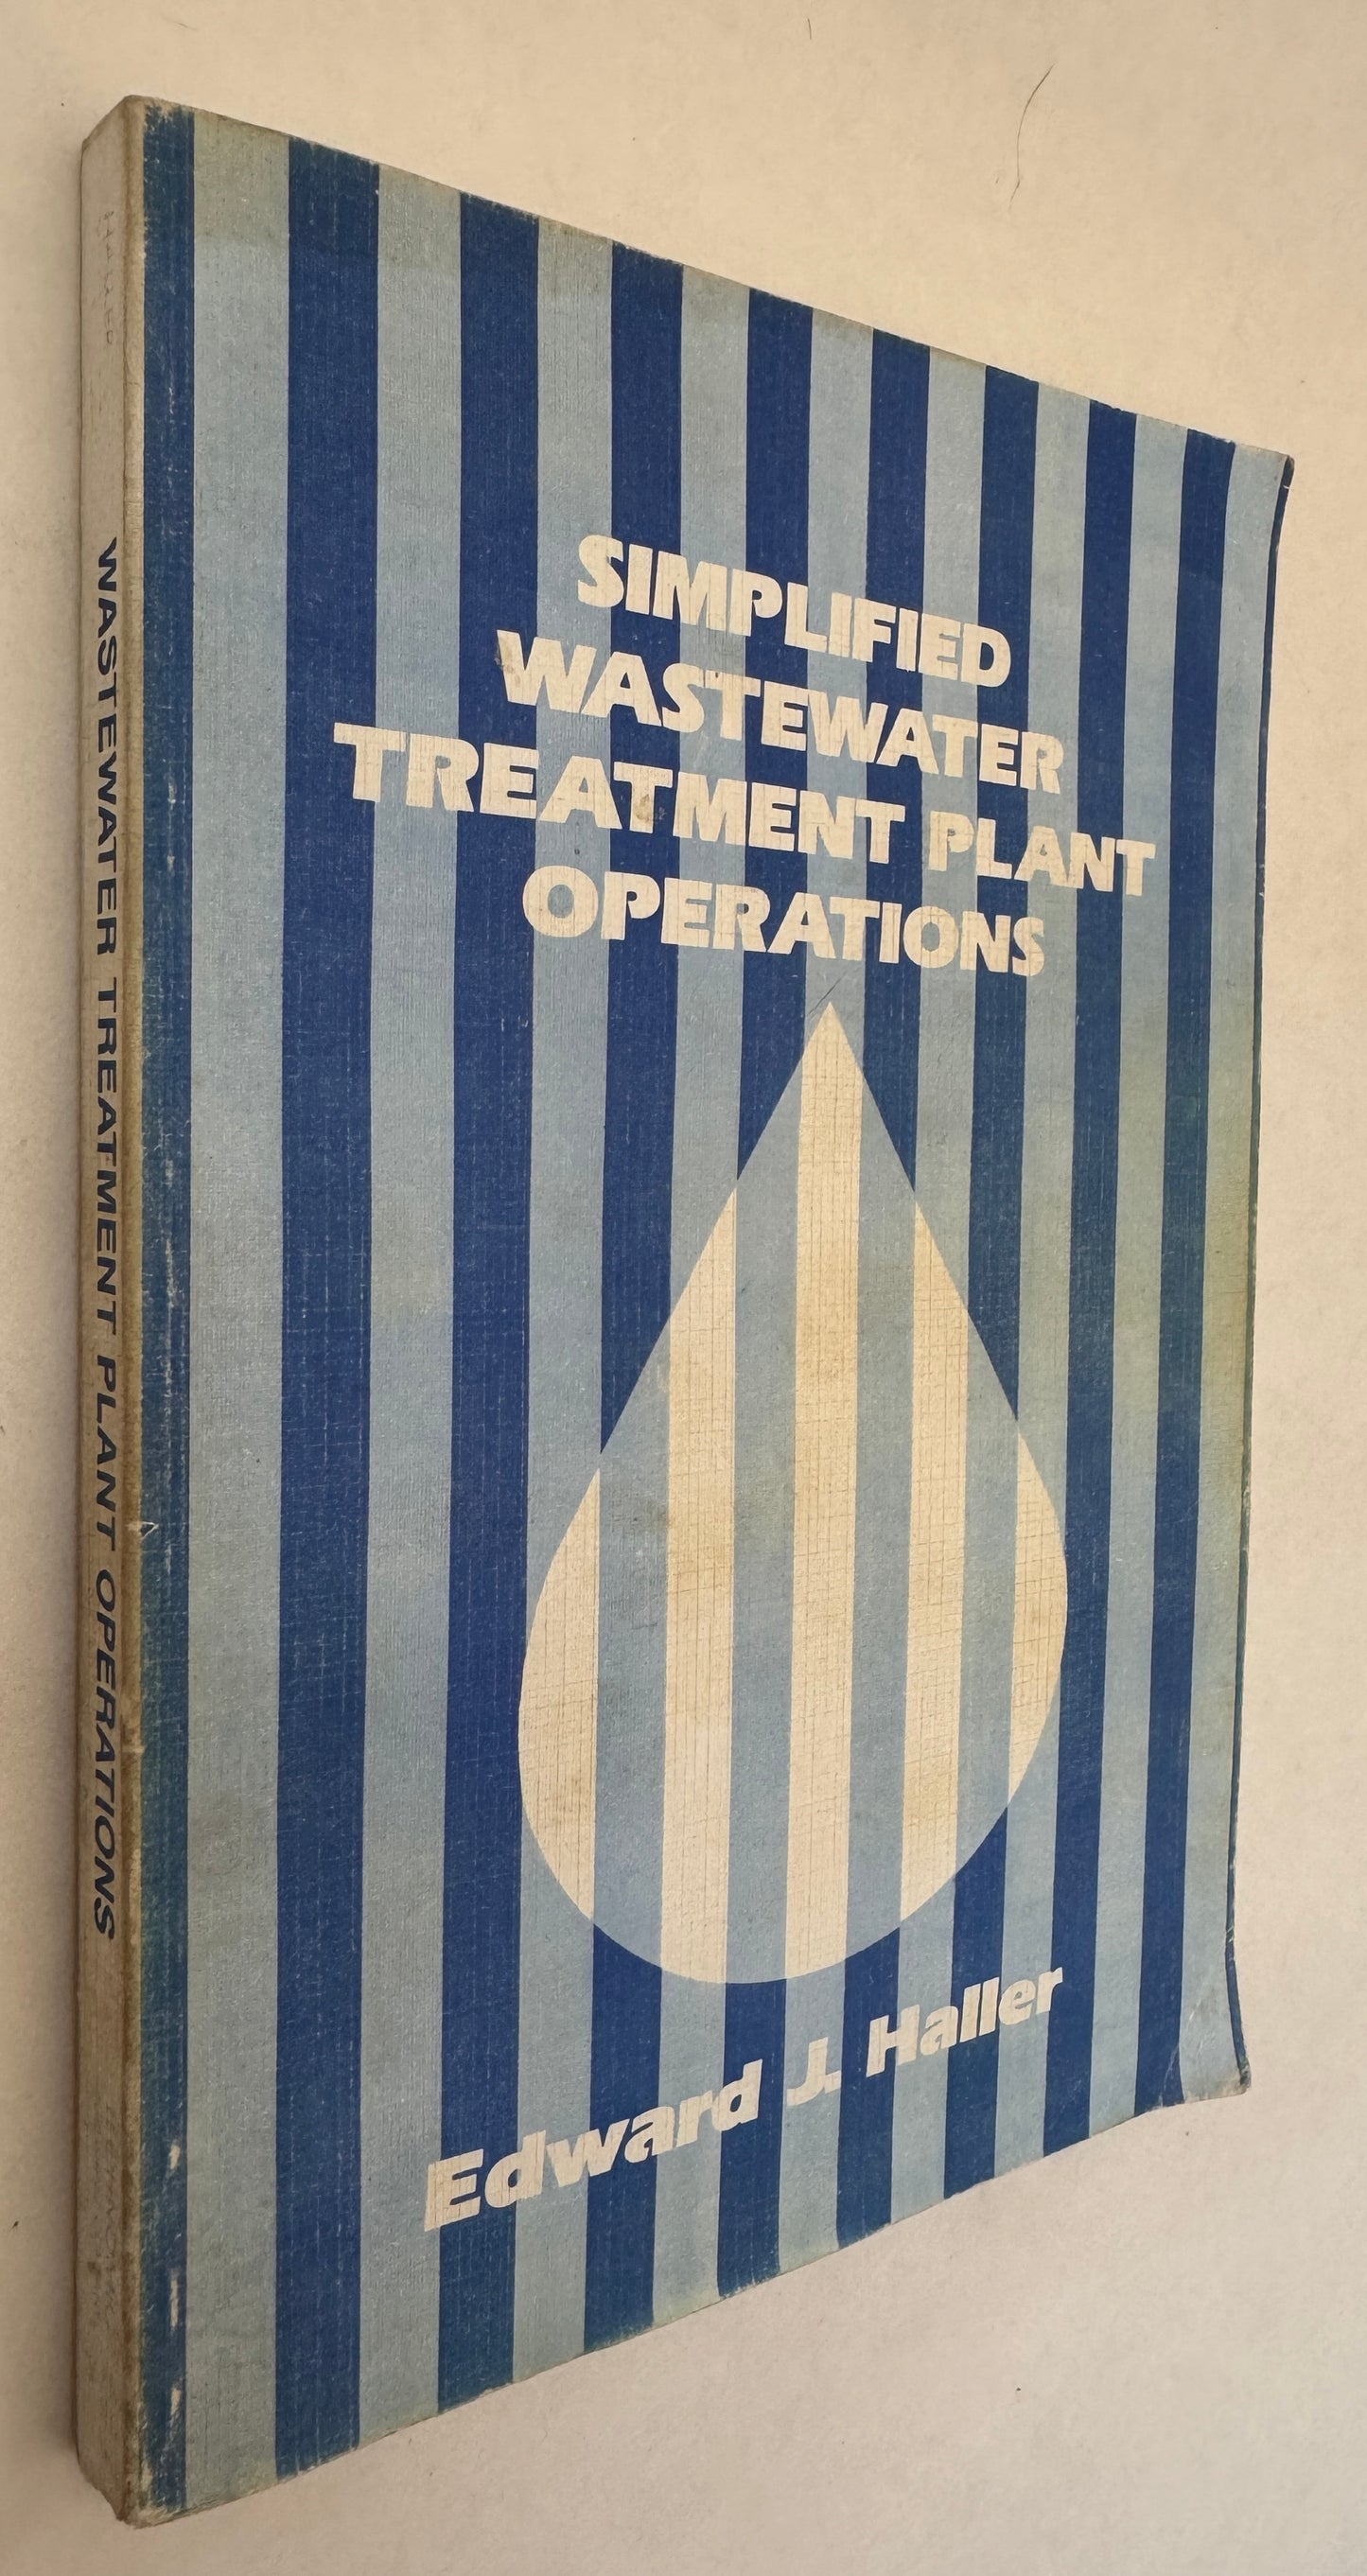 SIMPLIFIED
WASTEWATER
TREATMENT PLANT
OPERATIONS
Edward J. Haller
HALLER
WASTEWATER TREATMENT PLANT OPERATIONS